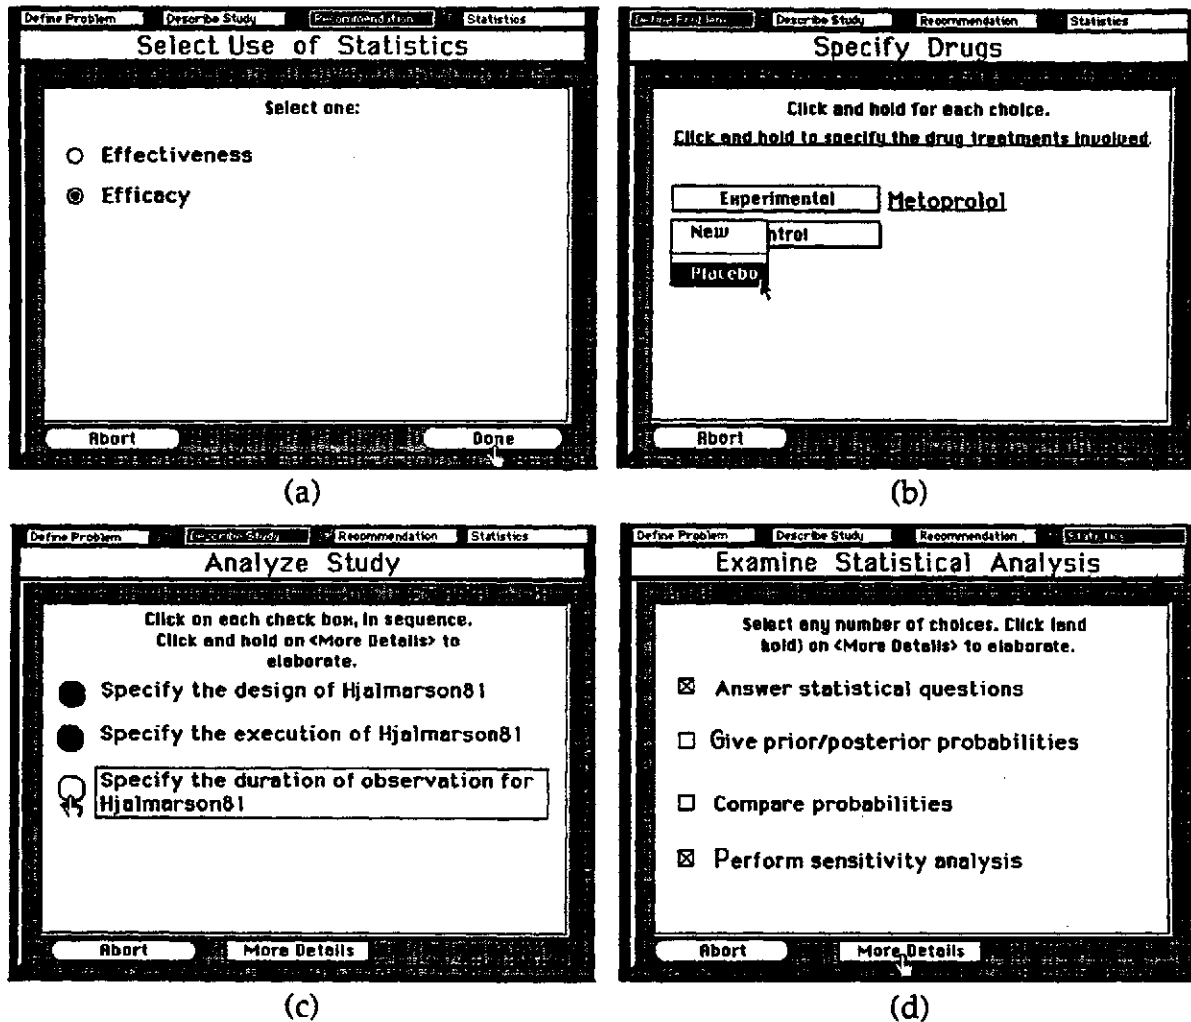 Define Problem Describe Study Recommendation Statistics
Select Use of Statistics
Select one:
Effectiveness
Efficacy
Abort Done
(a)
Define Problem Describe Study Recommendation Statistics
Specify Drugs
Click and hold for each choice.
Click and hold to specify the drug treatments involved.
Experimental Metoprolol
New ntrol
Placebo
Abort
(b)
Define Problem Describe Study Recommendation Statistics
Analyze Study
Click on each check box, in sequence.
Click and hold on <More Details> to
elaborate.
Specify the design of Hjalmarson81
Specify the execution of Hjalmarson81
Specify the duration of observation for
Hjalmarson81
Abort More Details
(c)
Define Problem Describe Study Recommendation Statistics
Examine Statistical Analysis
Select any number of choices. Click (and
hold) on <More Details> to elaborate.
Answer statistical questions
Give prior/posterior probabilities
Compare probabilities
Perform sensitivity analysis
Abort More Details
(d)